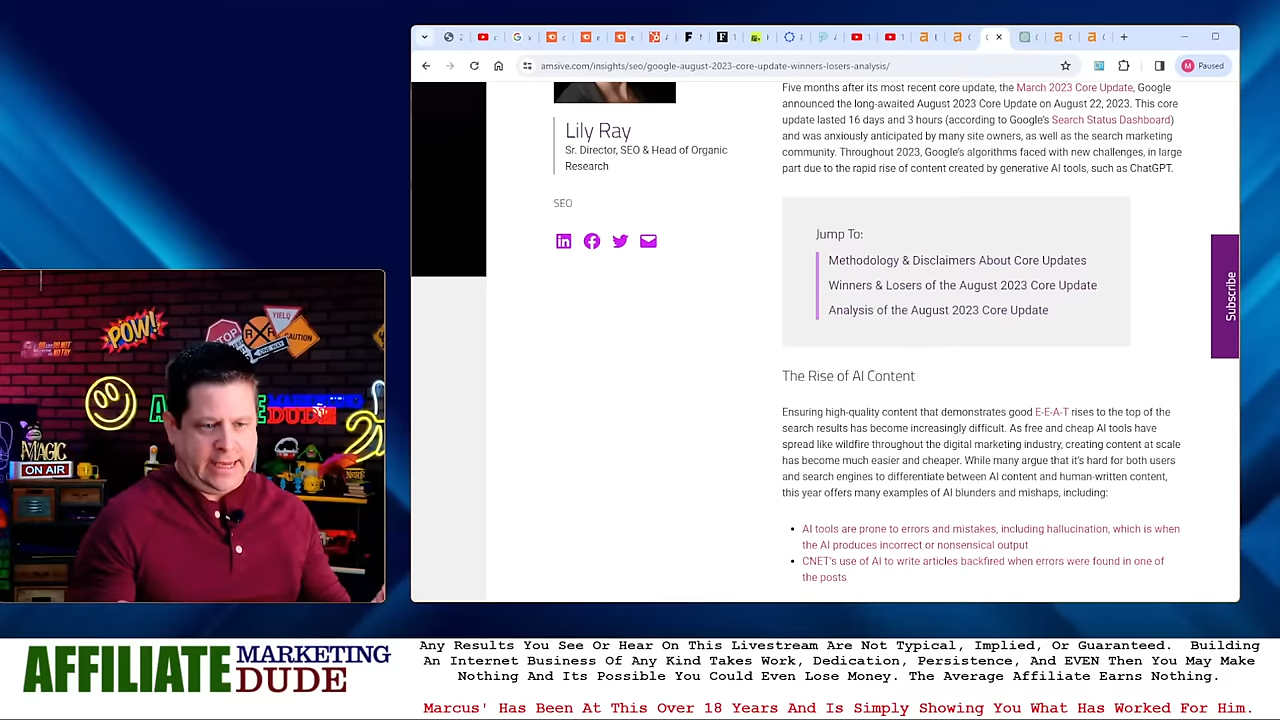 amsive.com/insights/seo/google-august-2023-core-update-winners-losers-analysis/
M Paused
Lily Ray
Sr. Director, SEO & Head of Organic
Research
SEO
Five months after its most recent core update, the March 2023 Core Update, Google
announced the long-awaited August 2023 Core Update on August 22, 2023. This core
update lasted 16 days and 3 hours (according to Google's Search Status Dashboard)
and was anxiously anticipated by many site owners, as well as the search marketing
community. Throughout 2023, Google's algorithms faced with new challenges, in large
part due to the rapid rise of content created by generative AI tools, such as ChatGPT.
Jump To:
Methodology & Disclaimers About Core Updates
Winners & Losers of the August 2023 Core Update
Analysis of the August 2023 Core Update
Subscribe
The Rise of AI Content
Ensuring high-quality content that demonstrates good E-E-A-T rises to the top of the
search results has become increasingly difficult. As free and cheap AI tools have
spread like wildfire throughout the digital marketing industry, creating content at scale
has become much easier and cheaper. While many argue that it's hard for both users
and search engines to differentiate between AI content and human-written content,
this year offers many examples of AI blunders and mishaps, including:
• AI tools are prone to errors and mistakes, including hallucination, which is when
the AI produces incorrect or nonsensical output
• CNET's use of AI to write articles backfired when errors were found in one of
the posts
POW!
STOP
RXR
YIELD
CAUTION
MARKETING
DUDE
MAGIC
ON AIR
AFFILIATE MARKETING
DUDE
Any Results You See Or Hear On This Livestream Are Not Typical, Implied, Or Guaranteed. Building
An Internet Business Of Any Kind Takes Work, Dedication, Persistence, And EVEN Then You May Make
Nothing And Its Possible You Could Even Lose Money. The Average Affiliate Earns Nothing.
Marcus' Has Been At This Over 18 Years And Is Simply Showing You What Has Worked For Him.